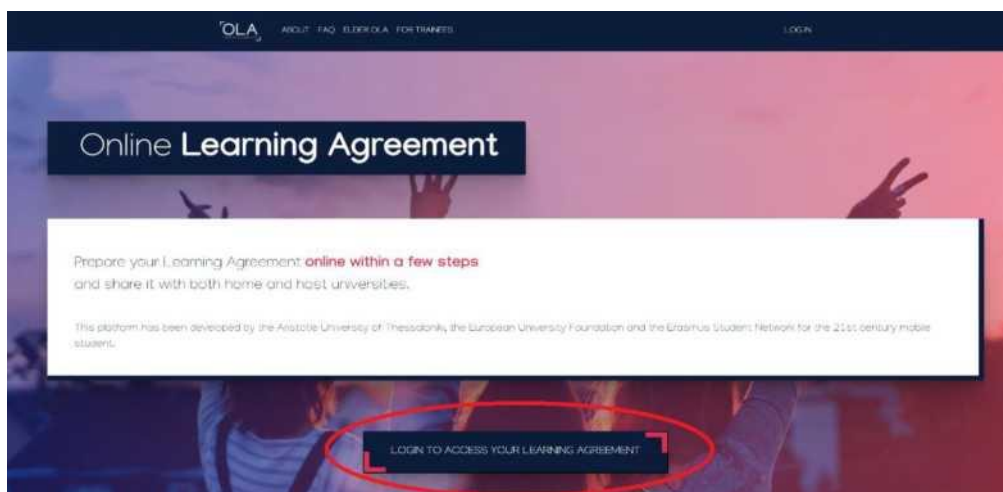 OLA ABOUT FAQ ELDER OLA FOR TRAINEES LOGIN
Online Learning Agreement
Prepare your Learning Agreement online within a few steps
and share it with both home and host universities.
This platform has been developed by the Aristotle University of Thessaloniki, the European University Foundation and the Erasmus Student Network for the 21st century mobile
student.
LOGIN TO ACCESS YOUR LEARNING AGREEMENT